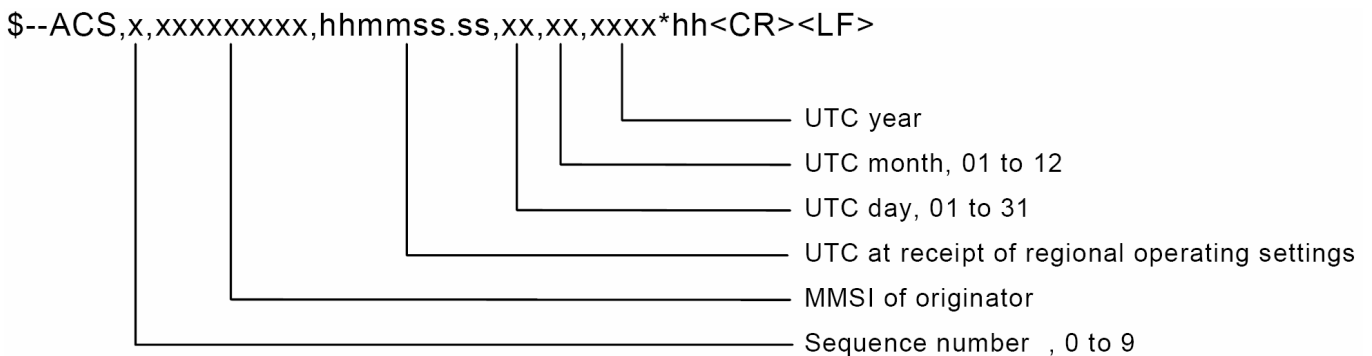 $--ACS,x,xxxxxxxxx,hhmmss.ss,xx,xx,xxxx*hh<CR><LF>
UTC year
UTC month, 01 to 12
UTC day, 01 to 31
UTC at receipt of regional operating settings
MMSI of originator
Sequence number , 0 to 9